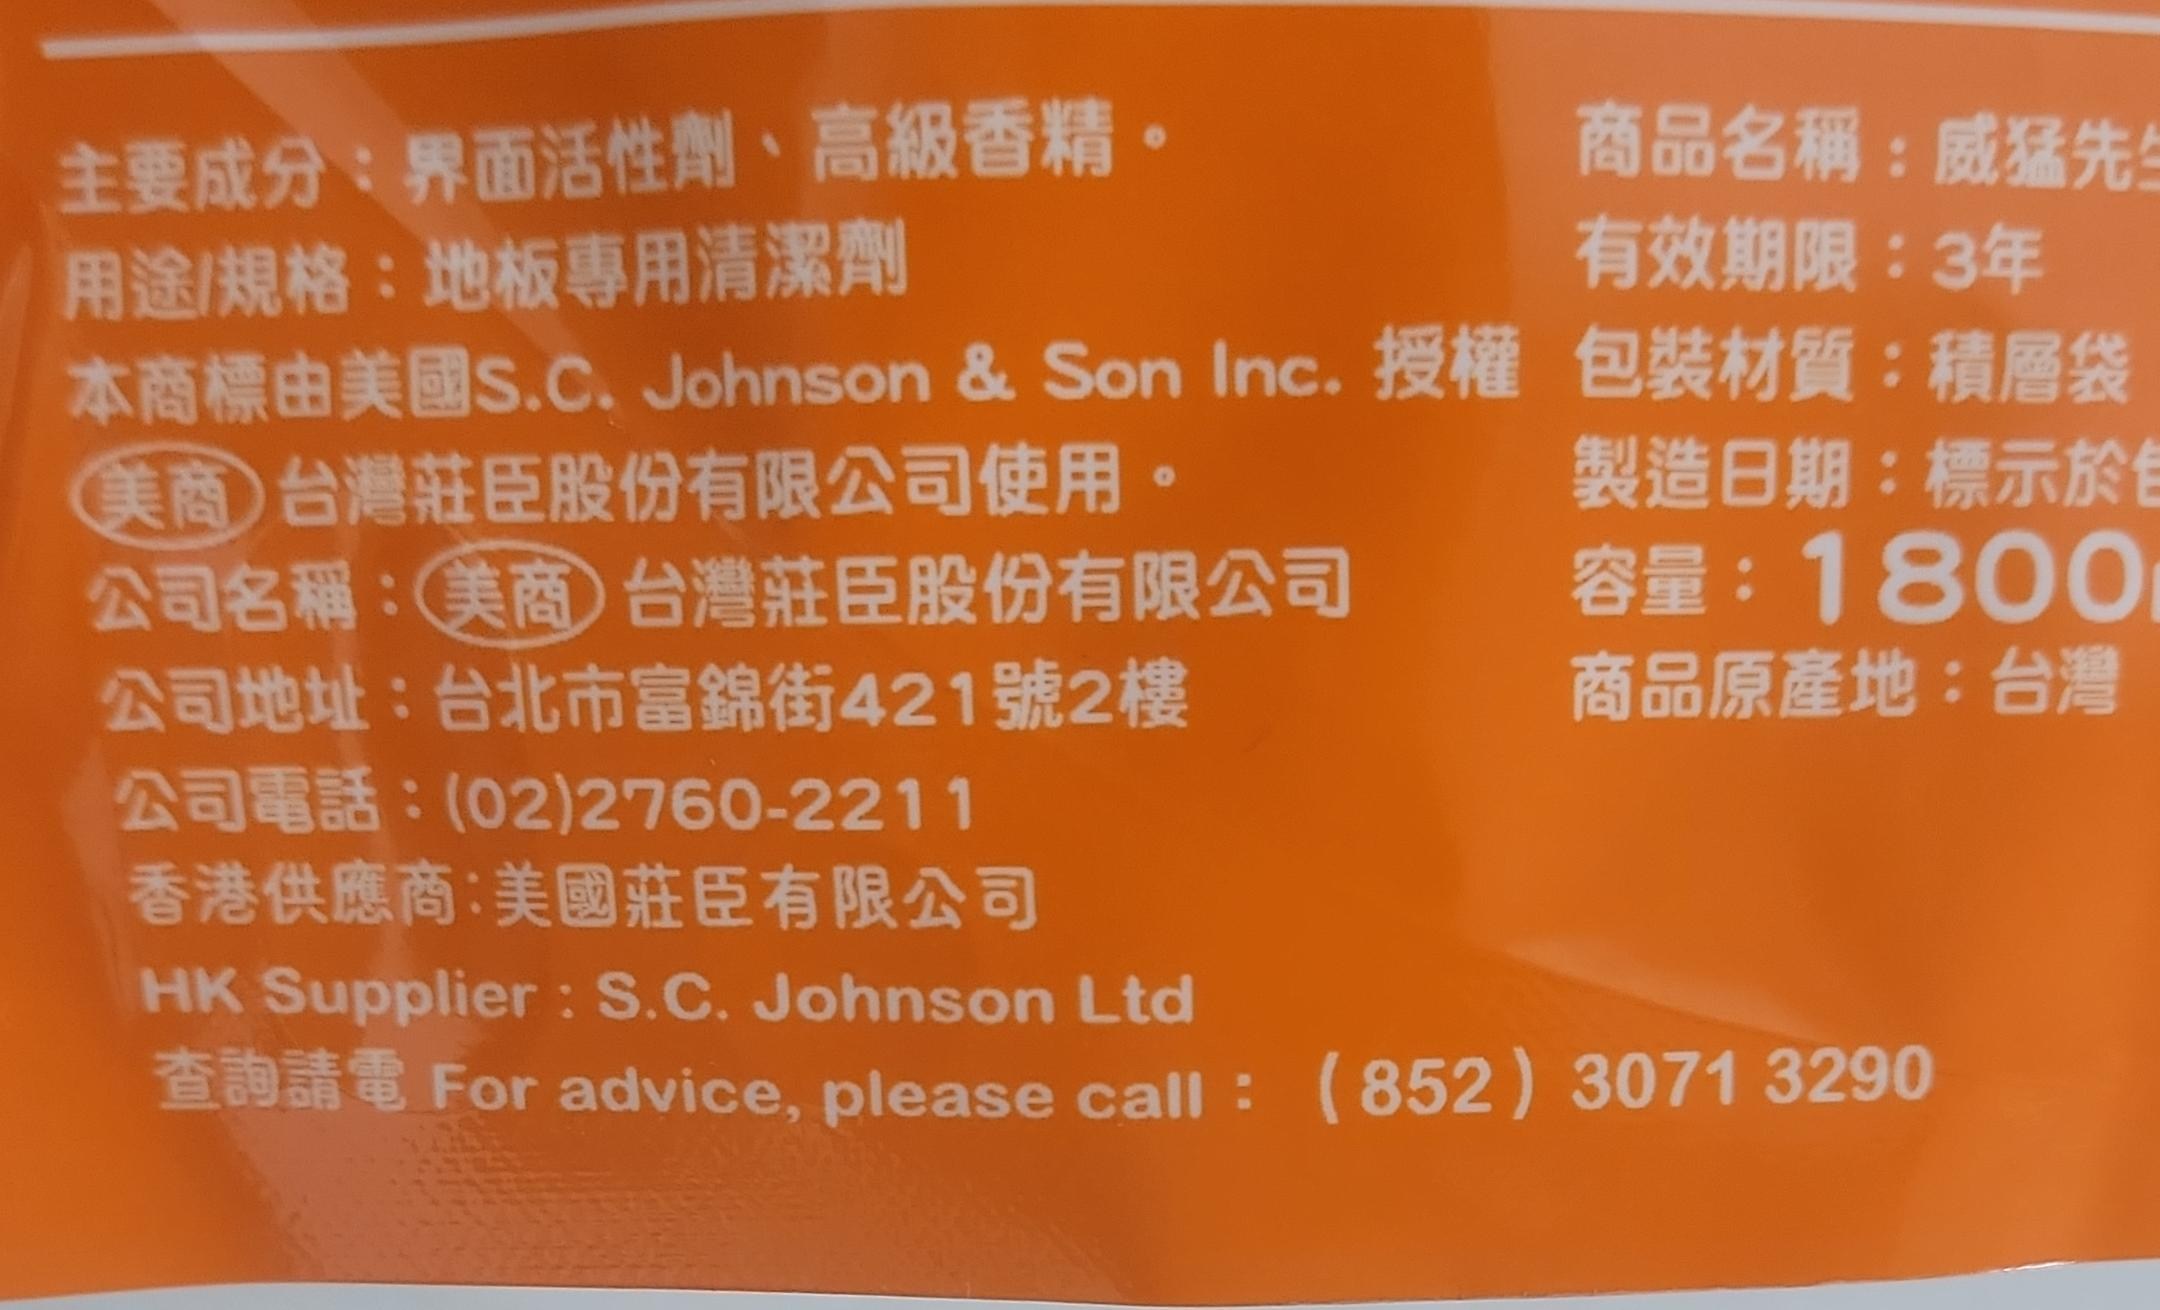 主要成分：界面活性劑、高級香精。
用途/規格：地板專用清潔劑
本商標由美國S.C. Johnson & Son Inc. 授權
美商 台灣莊臣股份有限公司使用。
公司名稱：美商 台灣莊臣股份有限公司
公司地址：台北市富錦街421號2樓
公司電話：(02)2760-2211
香港供應商：美國莊臣有限公司
HK Supplier : S.C. Johnson Ltd
查詢請電 For advice, please call : (852) 3071 3290
商品名稱：威猛先生
有效期限：3年
包裝材質：積層袋
製造日期：標示於包
容量：1800
商品原產地：台灣